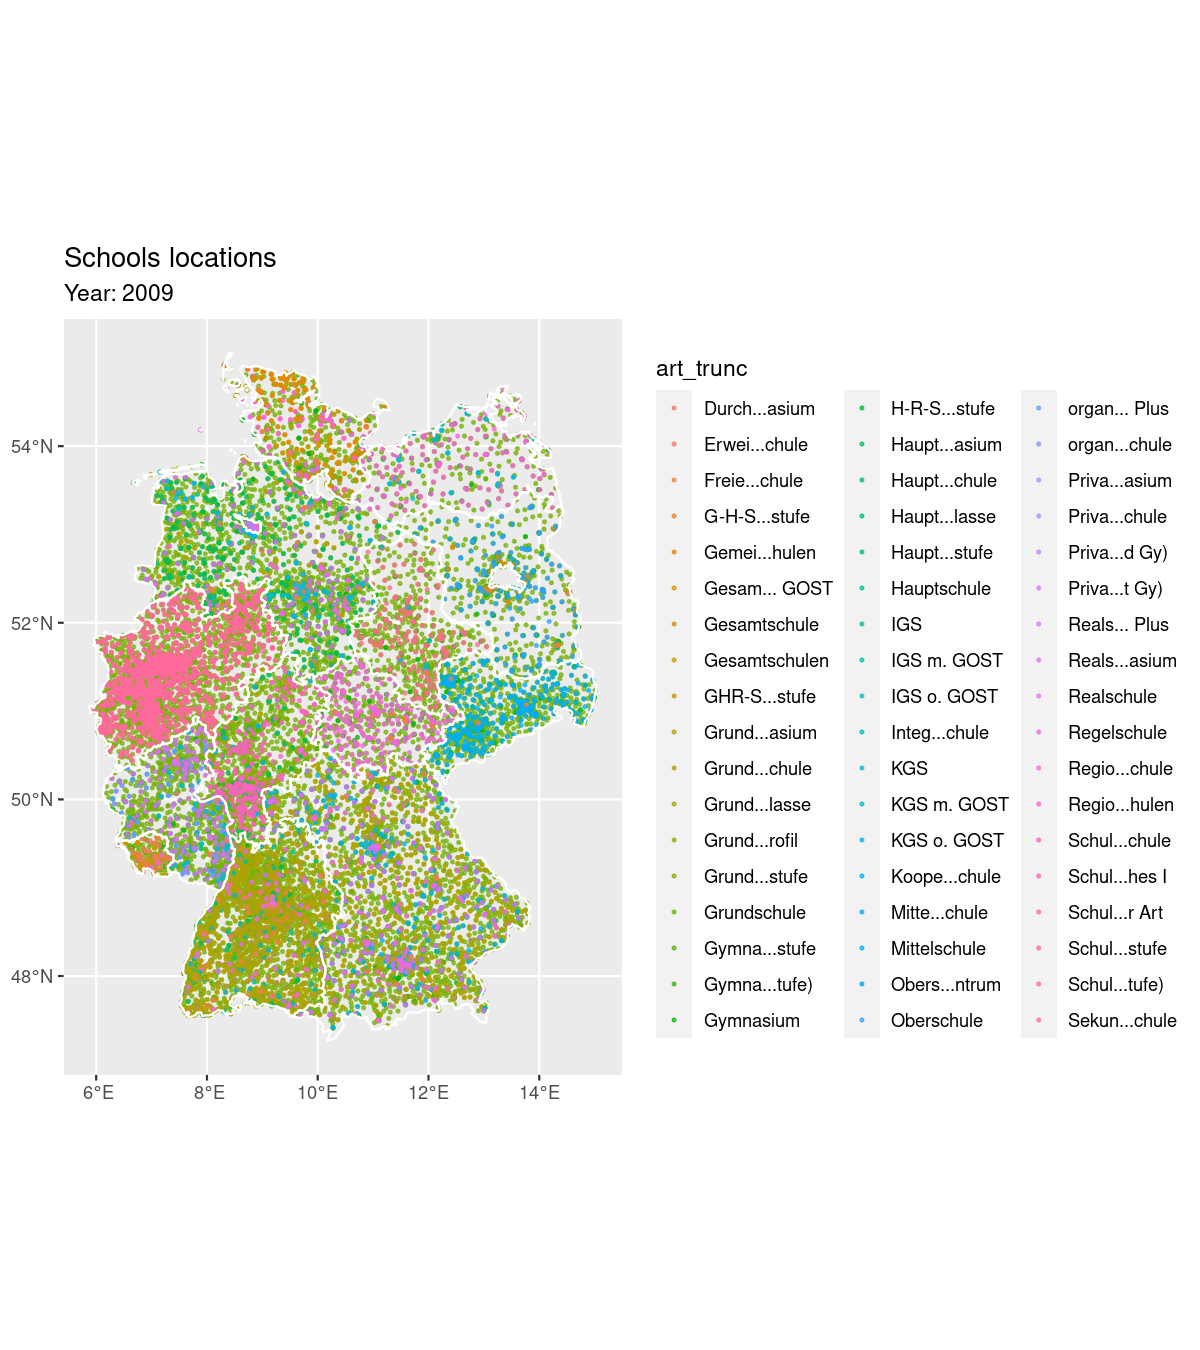 Schools locations
Year: 2009
54°N
52°N
50°N
48°N
6°E
8°E
10°E
12°E
14°E
art_trunc
Durch...asium
Erwei...chule
Freie...chule
G-H-S...stufe
Gemei...hulen
Gesam... GOST
Gesamtschule
Gesamtschulen
GHR-S...stufe
Grund...asium
Grund...chule
Grund...lasse
Grund...rofil
Grund...stufe
Grundschule
Gymna...stufe
Gymna...tufe)
Gymnasium
H-R-S...stufe
Haupt...asium
Haupt...chule
Haupt...lasse
Haupt...stufe
Hauptschule
IGS
IGS m. GOST
IGS o. GOST
Integ...chule
KGS
KGS m. GOST
KGS o. GOST
Koope...chule
Mitte...chule
Mittelschule
Obers...ntrum
Oberschule
organ... Plus
organ...chule
Priva...asium
Priva...chule
Priva...d Gy)
Priva...t Gy)
Reals... Plus
Reals...asium
Realschule
Regelschule
Regio...chule
Regio...hulen
Schul...chule
Schul...hes I
Schul...r Art
Schul...stufe
Schul...tufe)
Sekun...chule